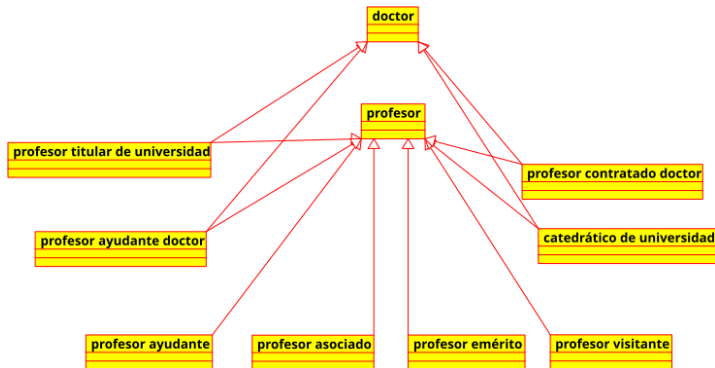 doctor
profesor
profesor titular de universidad
profesor contratado doctor
profesor ayudante doctor
catedrático de universidad
profesor ayudante
profesor asociado
profesor emérito
profesor visitante